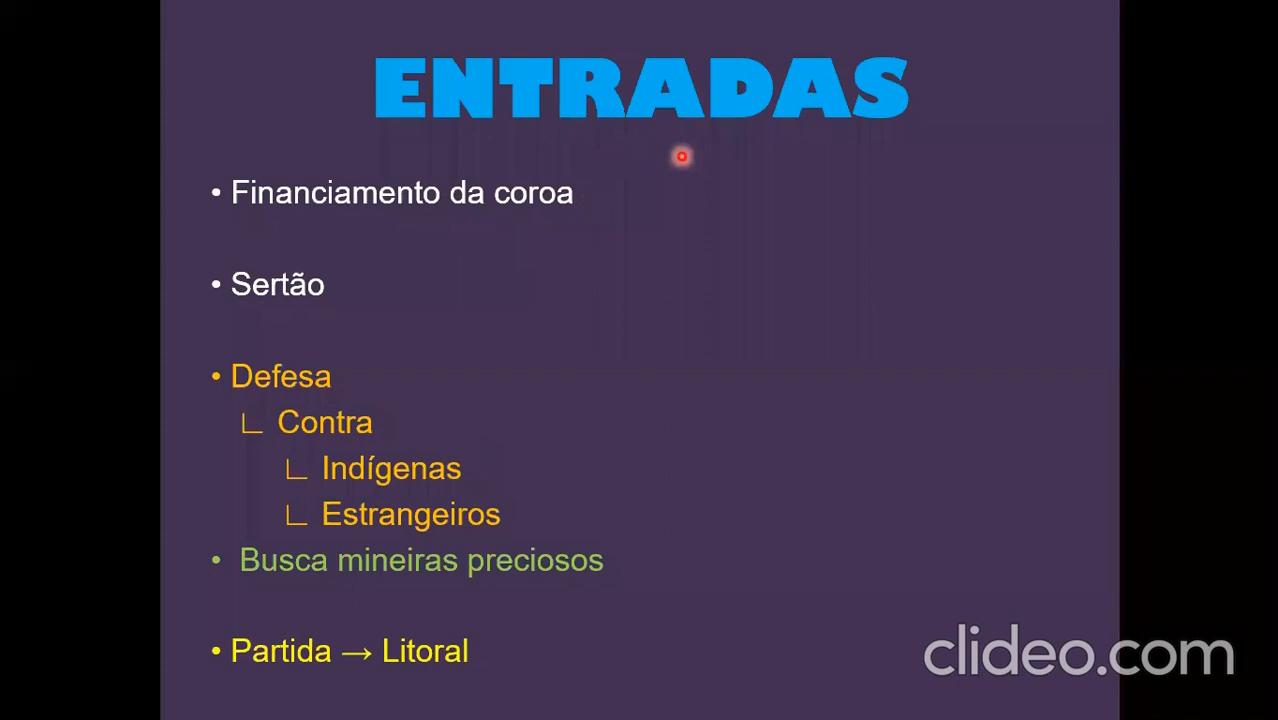 ENTRADAS
• Financiamento da coroa
• Sertão
• Defesa
∟ Contra
∟ Indígenas
∟ Estrangeiros
• Busca mineiras preciosos
• Partida → Litoral
clideo.com